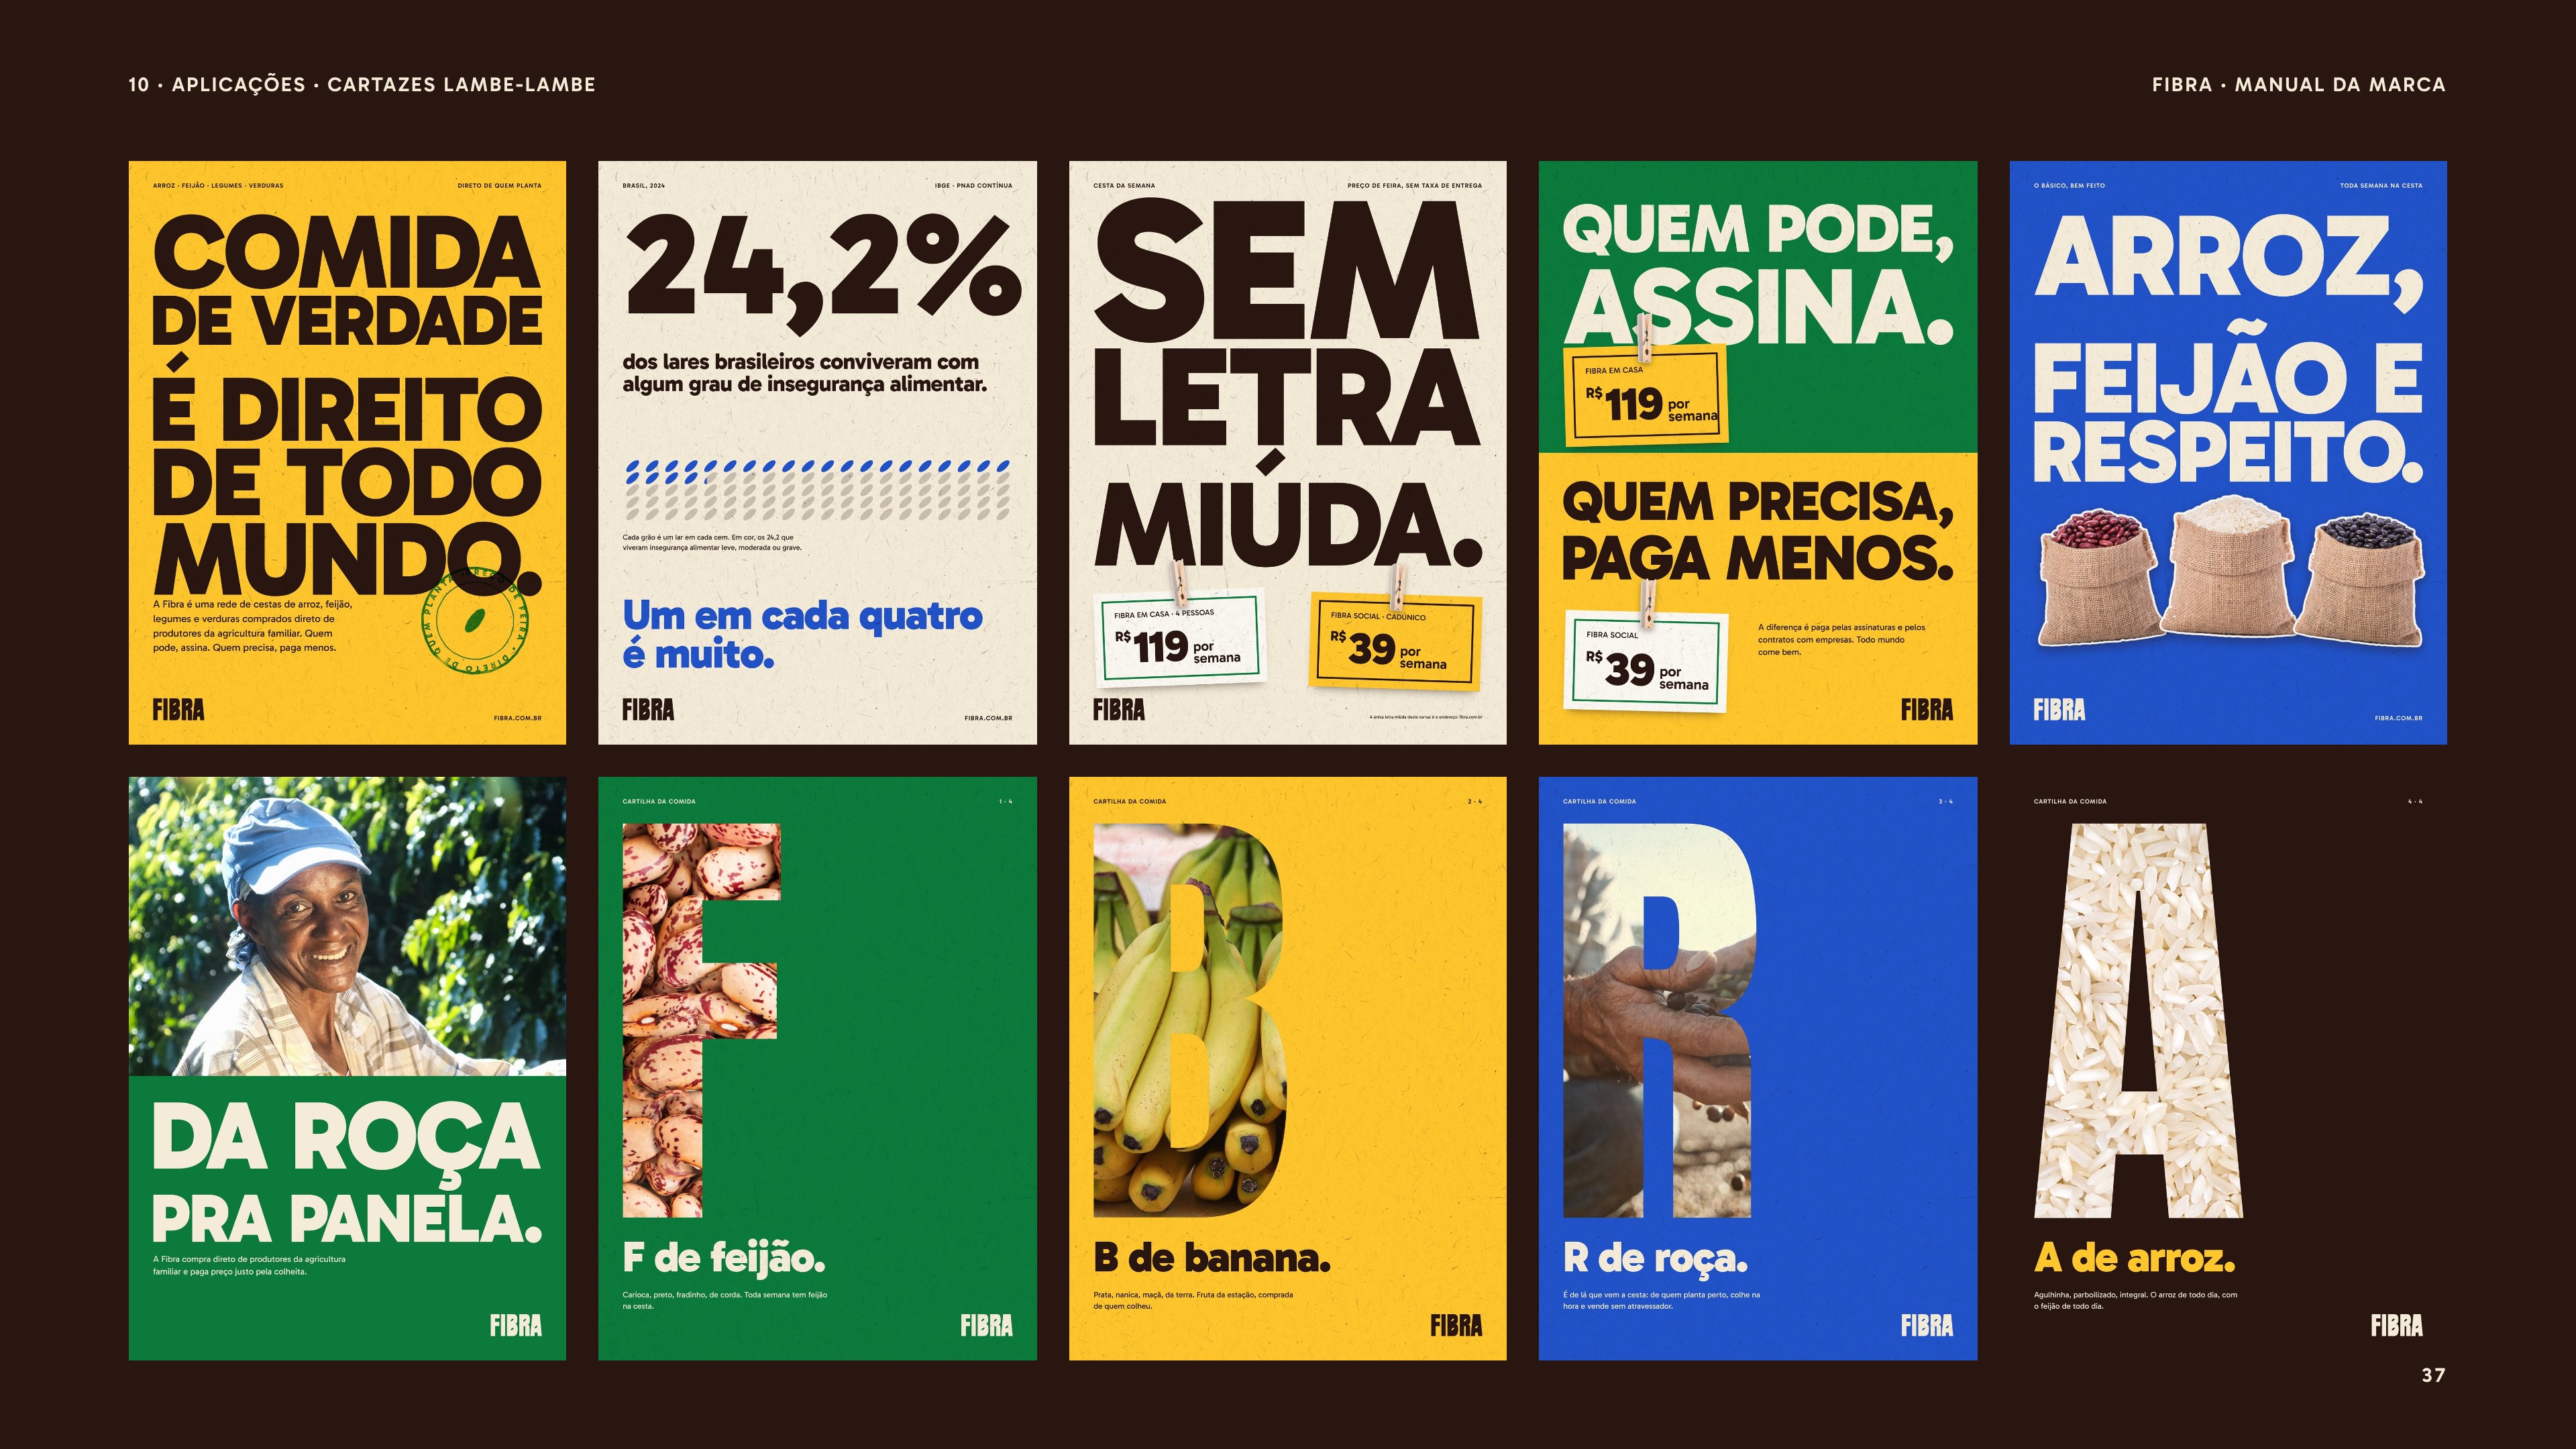 10 · APLICAÇÕES · CARTAZES LAMBE-LAMBE
FIBRA · MANUAL DA MARCA
ARROZ · FEIJÃO · LEGUMES · VERDURAS
DIRETO DE QUEM PLANTA
COMIDA
DE VERDADE
É DIREITO
DE TODO
MUNDO.
A Fibra é uma rede de cestas de arroz, feijão,
legumes e verduras comprados direto de
produtores da agricultura familiar. Quem
pode, assina. Quem precisa, paga menos.
FIBRA
FIBRA.COM.BR
BRASIL, 2024
IBGE · PNAD CONTÍNUA
24,2%
dos lares brasileiros conviveram com
algum grau de insegurança alimentar.
Cada grão é um lar em cada cem. Em cor, os 24,2 que
viveram insegurança alimentar leve, moderada ou grave.
Um em cada quatro
é muito.
FIBRA
FIBRA.COM.BR
CESTA DA SEMANA
PREÇO DE FEIRA, SEM TAXA DE ENTREGA
SEM
LETRA
MIÚDA.
FIBRA EM CASA · 4 PESSOAS
R$ 119 por
semana
FIBRA SOCIAL · CADÚNICO
R$ 39 por
semana
FIBRA
A única letra miúda deste cartaz é o endereço: fibra.com.br
QUEM PODE,
ASSINA.
FIBRA EM CASA
R$ 119 por
semana
QUEM PRECISA,
PAGA MENOS.
FIBRA SOCIAL
R$ 39 por
semana
A diferença é paga pelas assinaturas e pelos
contratos com empresas. Todo mundo
come bem.
FIBRA
O BÁSICO, BEM FEITO
TODA SEMANA NA CESTA
ARROZ,
FEIJÃO E
RESPEITO.
FIBRA
FIBRA.COM.BR
DA ROÇA
PRA PANELA.
A Fibra compra direto de produtores da agricultura
familiar e paga preço justo pela colheita.
FIBRA
CARTILHA DA COMIDA
1 · 4
F
F de feijão.
Carioca, preto, fradinho, de corda. Toda semana tem feijão
na cesta.
FIBRA
CARTILHA DA COMIDA
2 · 4
B
B de banana.
Prata, nanica, maçã, da terra. Fruta da estação, comprada
de quem colheu.
FIBRA
CARTILHA DA COMIDA
3 · 4
R
R de roça.
É de lá que vem a cesta: de quem planta perto, colhe na
hora e vende sem atravessador.
FIBRA
CARTILHA DA COMIDA
4 · 4
A
A de arroz.
Agulhinha, parboilizado, integral. O arroz de todo dia, com
o feijão de todo dia.
FIBRA
37